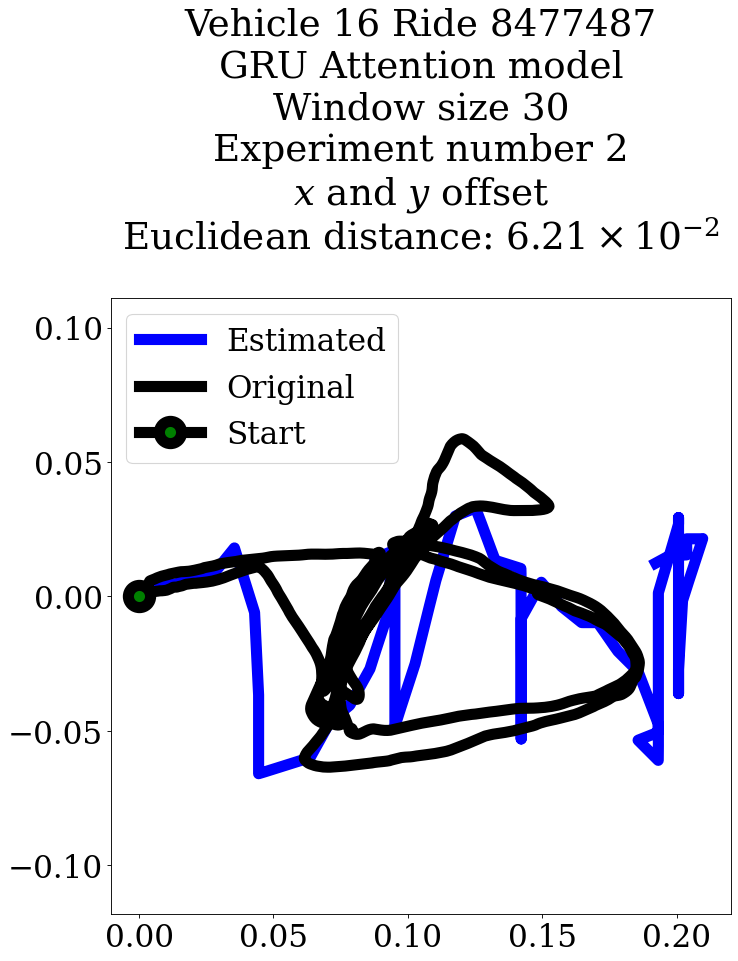 Vehicle 16 Ride 8477487
GRU Attention model
Window size 30
Experiment number 2
x and y offset
Euclidean distance: 6.21 × 10⁻²
Estimated
Original
Start
0.10
0.05
0.00
−0.05
−0.10
0.00 0.05 0.10 0.15 0.20